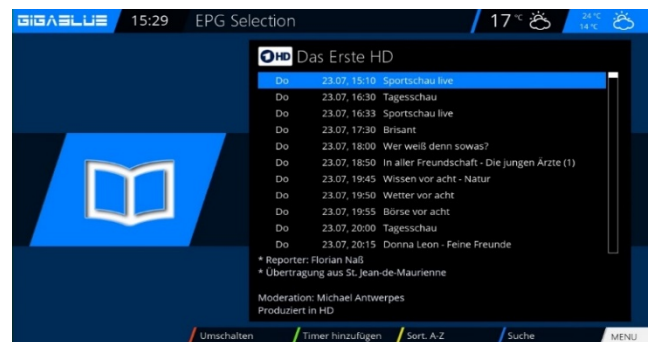 GIGABLUE 15:29 EPG Selection 17 °C 24 °C
14 °C
HD Das Erste HD
Do 23.07, 15:10 Sportschau live
Do 23.07, 16:30 Tagesschau
Do 23.07, 16:33 Sportschau live
Do 23.07, 17:30 Brisant
Do 23.07, 18:00 Wer weiß denn sowas?
Do 23.07, 18:50 In aller Freundschaft - Die jungen Ärzte (1)
Do 23.07, 19:45 Wissen vor acht - Natur
Do 23.07, 19:50 Wetter vor acht
Do 23.07, 19:55 Börse vor acht
Do 23.07, 20:00 Tagesschau
Do 23.07, 20:15 Donna Leon - Feine Freunde
* Reporter: Florian Naß
* Übertragung aus St. Jean-de-Maurienne
Moderation: Michael Antwerpes
Produziert in HD
Umschalten Timer hinzufügen Sort. A-Z Suche MENU